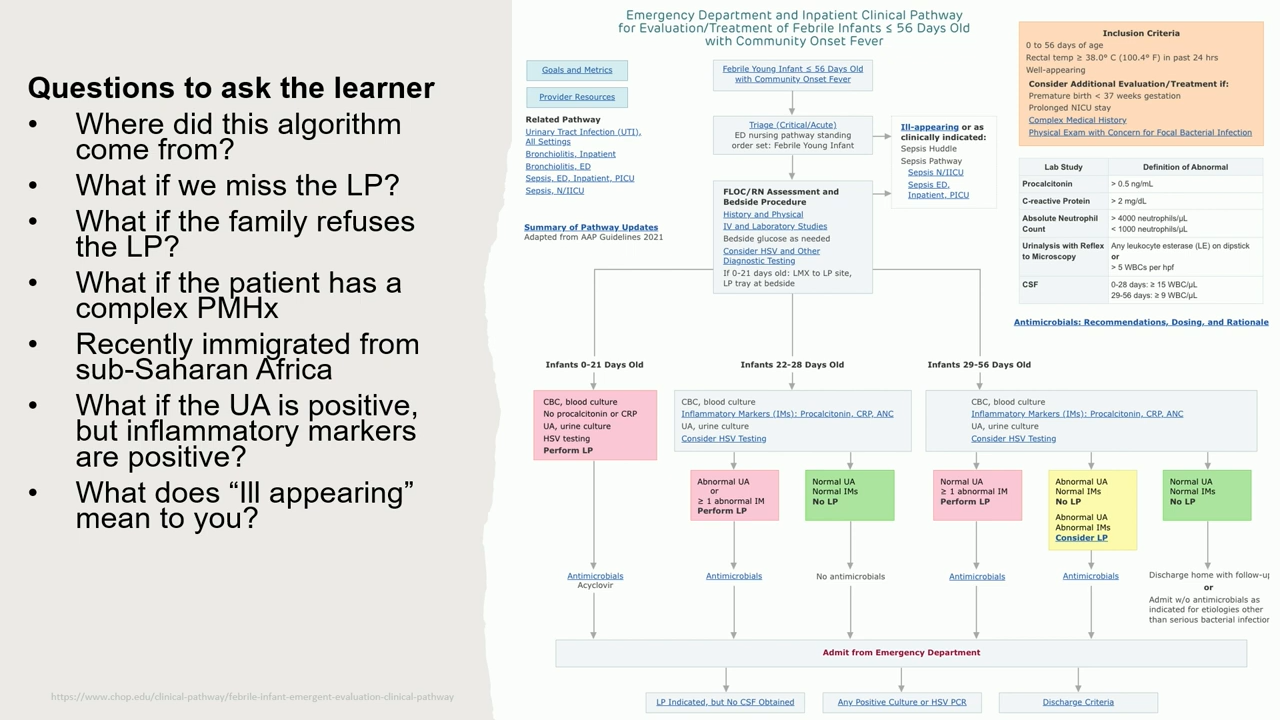 Questions to ask the learner
• Where did this algorithm
come from?
• What if we miss the LP?
• What if the family refuses
the LP?
• What if the patient has a
complex PMHx
• Recently immigrated from
sub-Saharan Africa
• What if the UA is positive,
but inflammatory markers
are positive?
• What does “Ill appearing”
mean to you?
https://www.chop.edu/clinical-pathway/febrile-infant-emergent-evaluation-clinical-pathway
Emergency Department and Inpatient Clinical Pathway
for Evaluation/Treatment of Febrile Infants ≤ 56 Days Old
with Community Onset Fever
Goals and Metrics
Provider Resources
Related Pathway
Urinary Tract Infection (UTI),
All Settings
Bronchiolitis, Inpatient
Bronchiolitis, ED
Sepsis, ED, Inpatient, PICU
Sepsis, N/IICU
Summary of Pathway Updates
Adapted from AAP Guidelines 2021
Febrile Young Infant ≤ 56 Days Old
with Community Onset Fever
Triage (Critical/Acute)
ED nursing pathway standing
order set: Febrile Young Infant
Ill-appearing or as
clinically indicated:
Sepsis Huddle
Sepsis Pathway
Sepsis N/IICU
Sepsis ED,
Inpatient, PICU
FLOC/RN Assessment and
Bedside Procedure
History and Physical
IV and Laboratory Studies
Bedside glucose as needed
Consider HSV and Other
Diagnostic Testing
If 0-21 days old: LMX to LP site,
LP tray at bedside
Inclusion Criteria
0 to 56 days of age
Rectal temp ≥ 38.0° C (100.4° F) in past 24 hrs
Well-appearing
Consider Additional Evaluation/Treatment if:
Premature birth < 37 weeks gestation
Prolonged NICU stay
Complex Medical History
Physical Exam with Concern for Focal Bacterial Infection
Lab Study Definition of Abnormal
Procalcitonin > 0.5 ng/mL
C-reactive Protein > 2 mg/dL
Absolute Neutrophil > 4000 neutrophils/µL
Count < 1000 neutrophils/µL
Urinalysis with Reflex Any leukocyte esterase (LE) on dipstick
to Microscopy or
> 5 WBCs per hpf
CSF 0-28 days: ≥ 15 WBC/µL
29-56 days: ≥ 9 WBC/µL
Antimicrobials: Recommendations, Dosing, and Rationale
Infants 0-21 Days Old
CBC, blood culture
No procalcitonin or CRP
UA, urine culture
HSV testing
Perform LP
Antimicrobials
Acyclovir
Infants 22-28 Days Old
CBC, blood culture
Inflammatory Markers (IMs): Procalcitonin, CRP, ANC
UA, urine culture
Consider HSV Testing
Abnormal UA
or
≥ 1 abnormal IM
Perform LP
Antimicrobials
Normal UA
Normal IMs
No LP
No antimicrobials
Infants 29-56 Days Old
CBC, blood culture
Inflammatory Markers (IMs): Procalcitonin, CRP, ANC
UA, urine culture
Consider HSV Testing
Normal UA
≥ 1 abnormal IM
Perform LP
Antimicrobials
Abnormal UA
Normal IMs
No LP
Abnormal UA
Abnormal IMs
Consider LP
Antimicrobials
Normal UA
Normal IMs
No LP
Discharge home with follow-up
or
Admit w/o antimicrobials as
indicated for etiologies other
than serious bacterial infection
Admit from Emergency Department
LP Indicated, but No CSF Obtained
Any Positive Culture or HSV PCR
Discharge Criteria